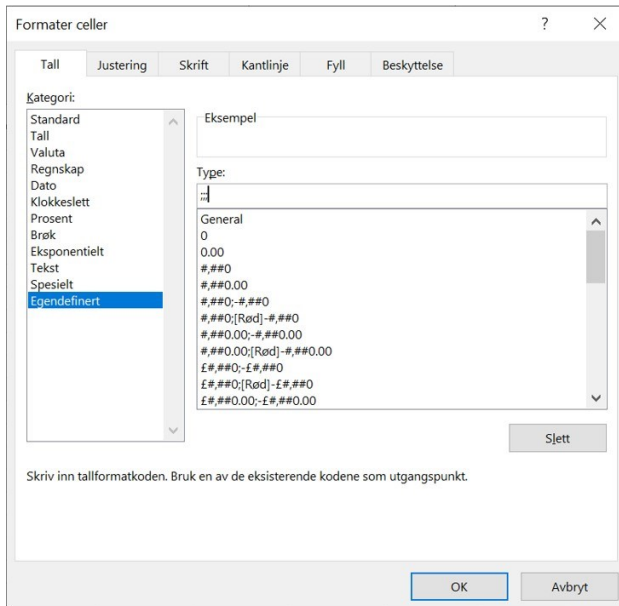 Formater celler
?
Tall Justering Skrift Kantlinje Fyll Beskyttelse
Kategori:
Standard
Tall
Valuta
Regnskap
Dato
Klokkeslett
Prosent
Brøk
Eksponentielt
Tekst
Spesielt
Egendefinert
Eksempel
Type:
;;;
General
0
0.00
#,##0
#,##0.00
#,##0;-#,##0
#,##0;[Rød]-#,##0
#,##0.00;-#,##0.00
#,##0.00;[Rød]-#,##0.00
£#,##0;-£#,##0
£#,##0;[Rød]-£#,##0
£#,##0.00;-£#,##0.00
Slett
Skriv inn tallformatkoden. Bruk en av de eksisterende kodene som utgangspunkt.
OK Avbryt